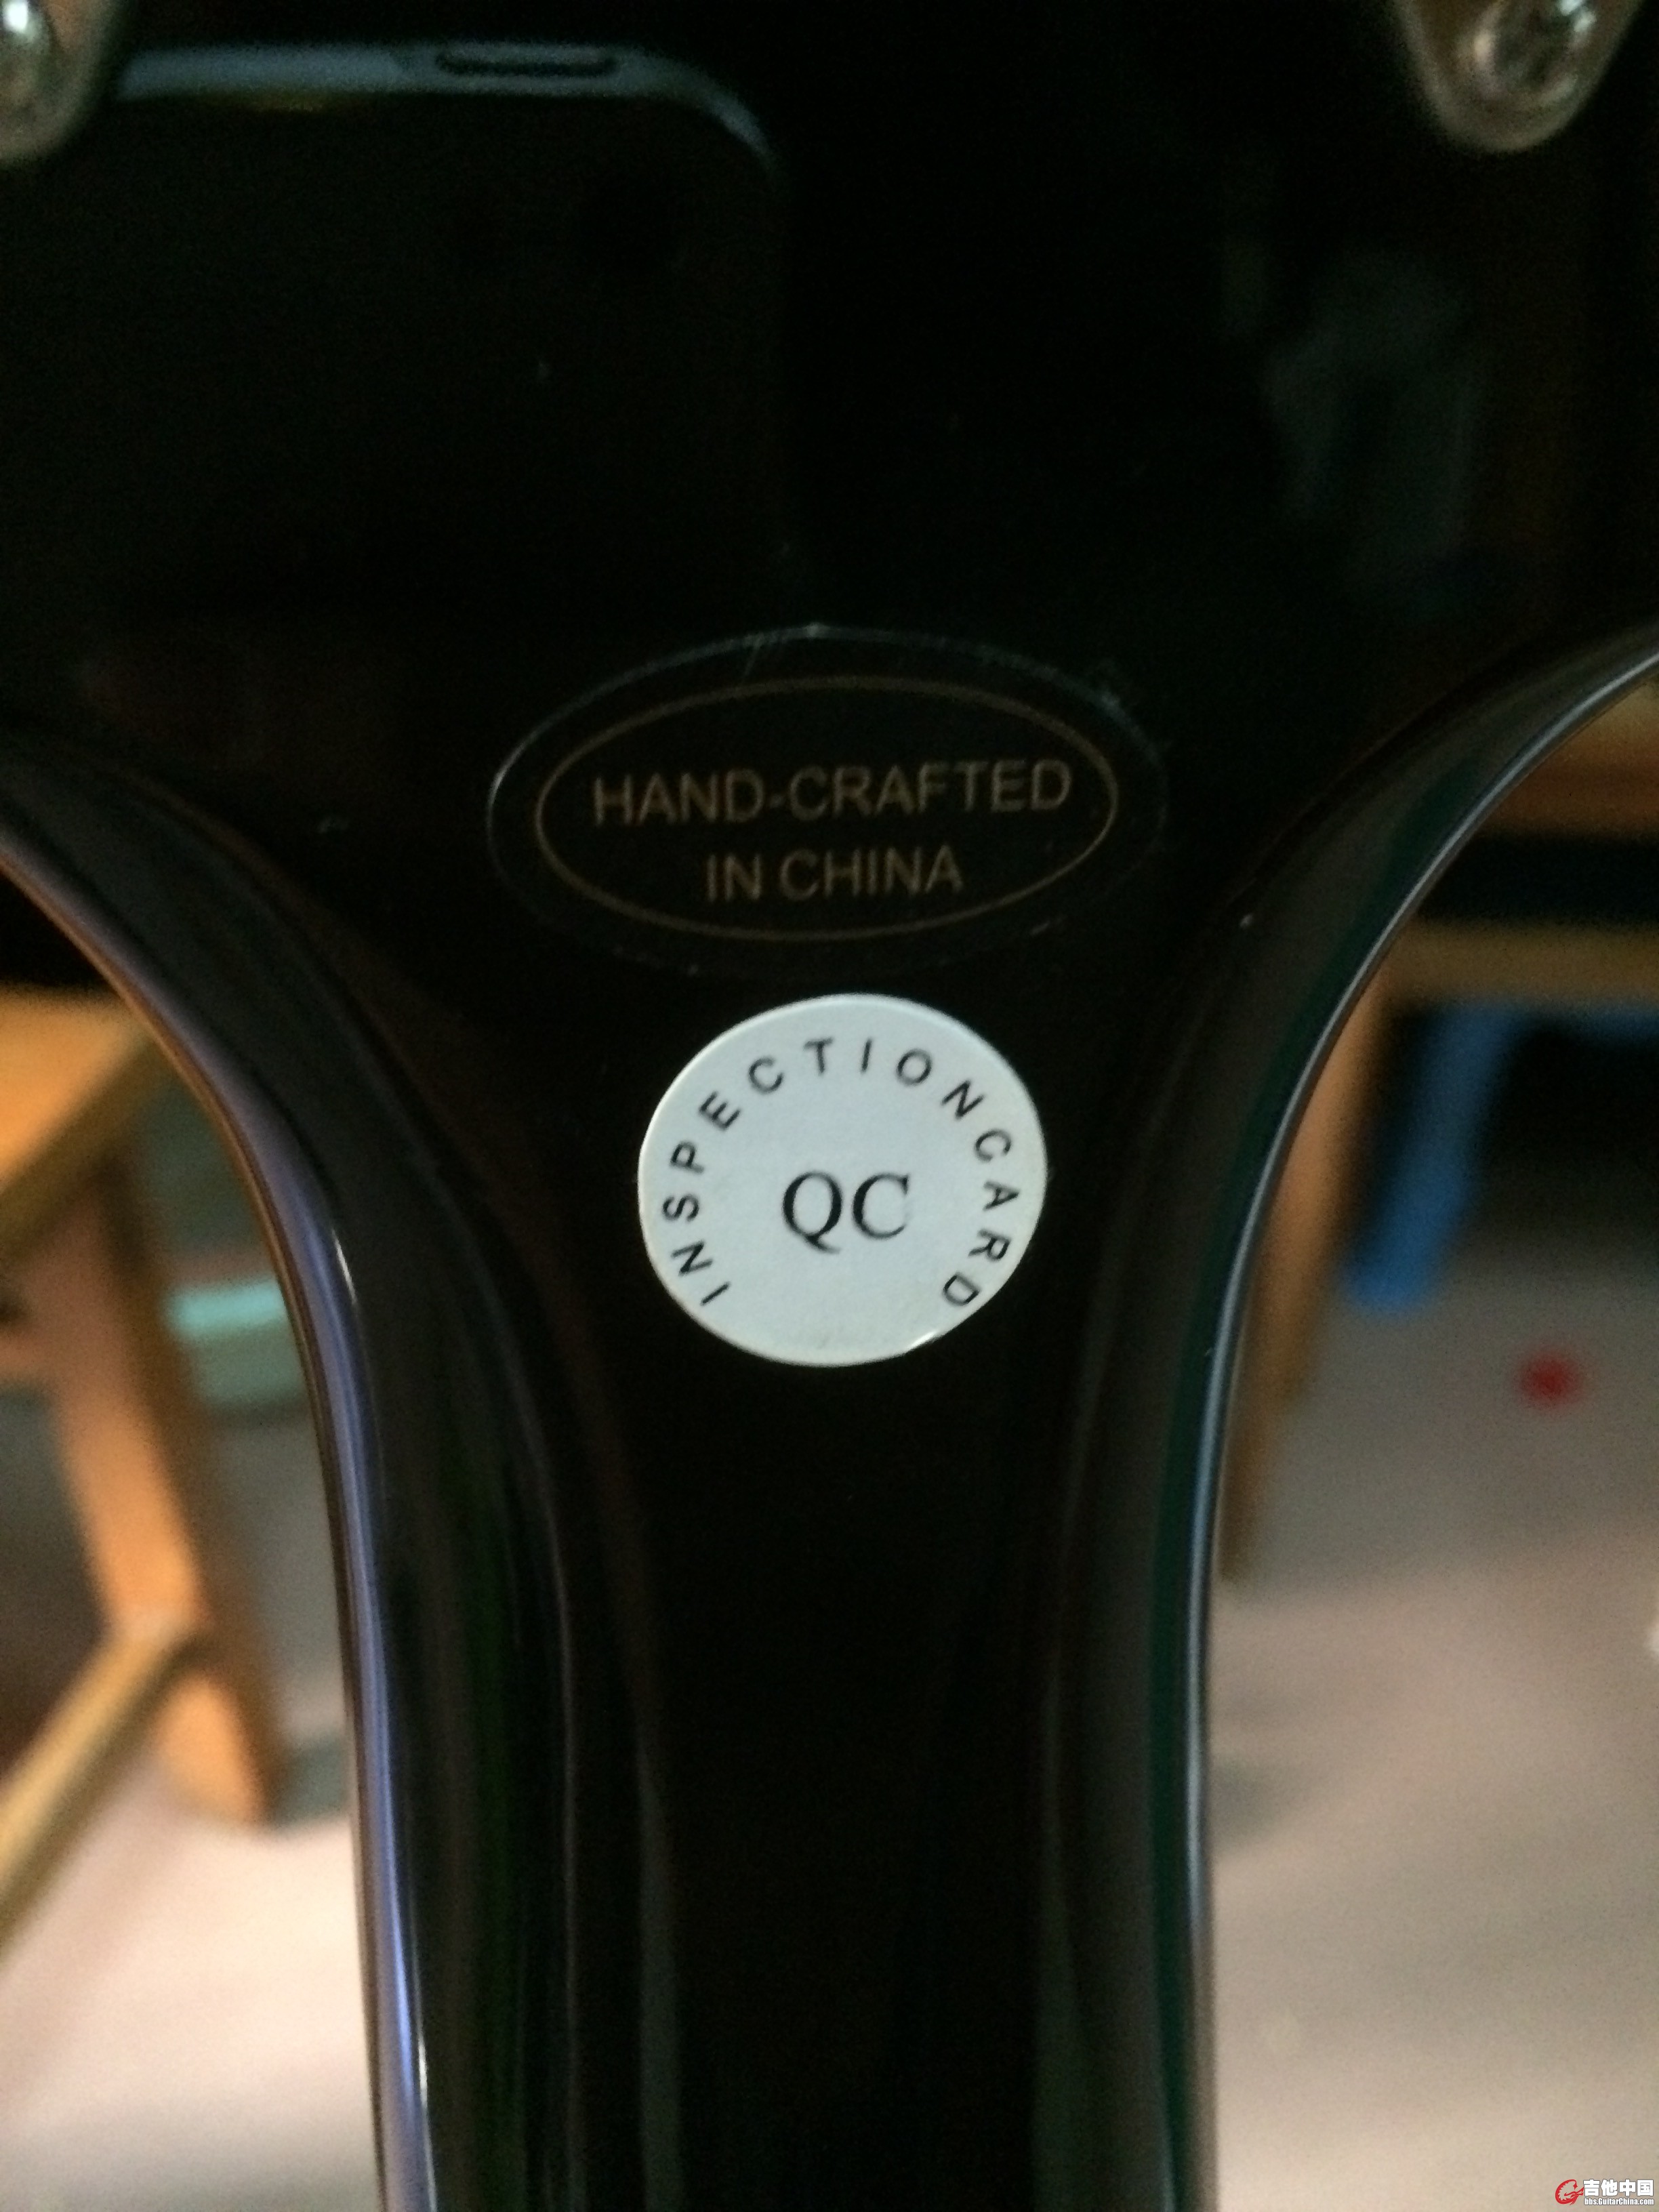 HAND-CRAFTED
IN CHINA
INSPECTIONCARD
QC
吉他中国
bbs.GuitarChina.com